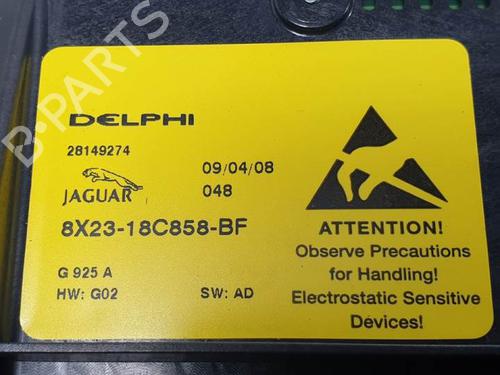 B-PARTS
DELPHI
28149274
09/04/08
JAGUAR
048
8X23-18C858-BF
G 925 A
HW: G02
SW: AD
ATTENTION!
Observe Precautions
for Handling!
Electrostatic Sensitive
Devices!